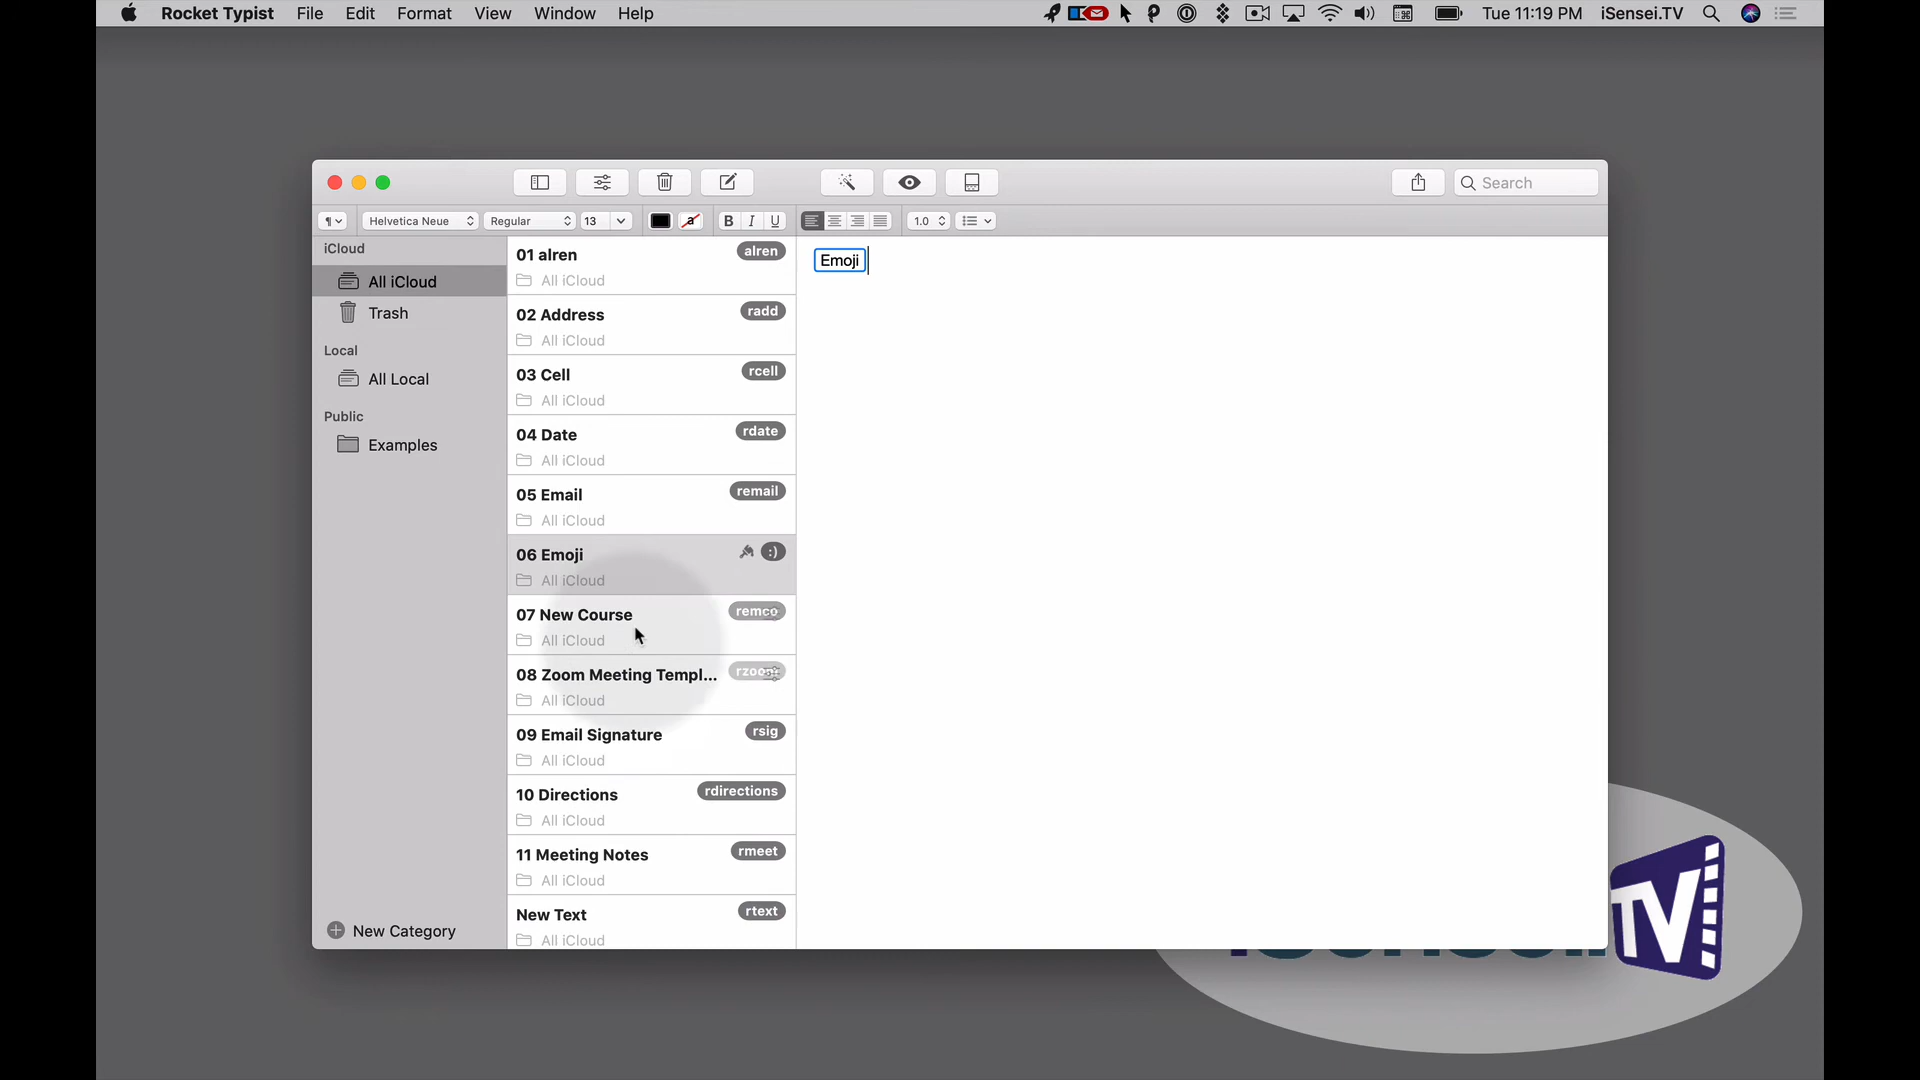 Rocket Typist File Edit Format View Window Help Tue 11:19 PM iSensei.TV
Search
Helvetica Neue Regular 13 a B I U 1.0
iCloud
All iCloud
Trash
Local
All Local
Public
Examples
New Category
01 alren alren
All iCloud
02 Address radd
All iCloud
03 Cell rcell
All iCloud
04 Date rdate
All iCloud
05 Email remail
All iCloud
06 Emoji :)
All iCloud
07 New Course remco
All iCloud
08 Zoom Meeting Templ...
All iCloud
09 Email Signature rsig
All iCloud
10 Directions rdirections
All iCloud
11 Meeting Notes rmeet
All iCloud
New Text rtext
All iCloud
Emoji
TV